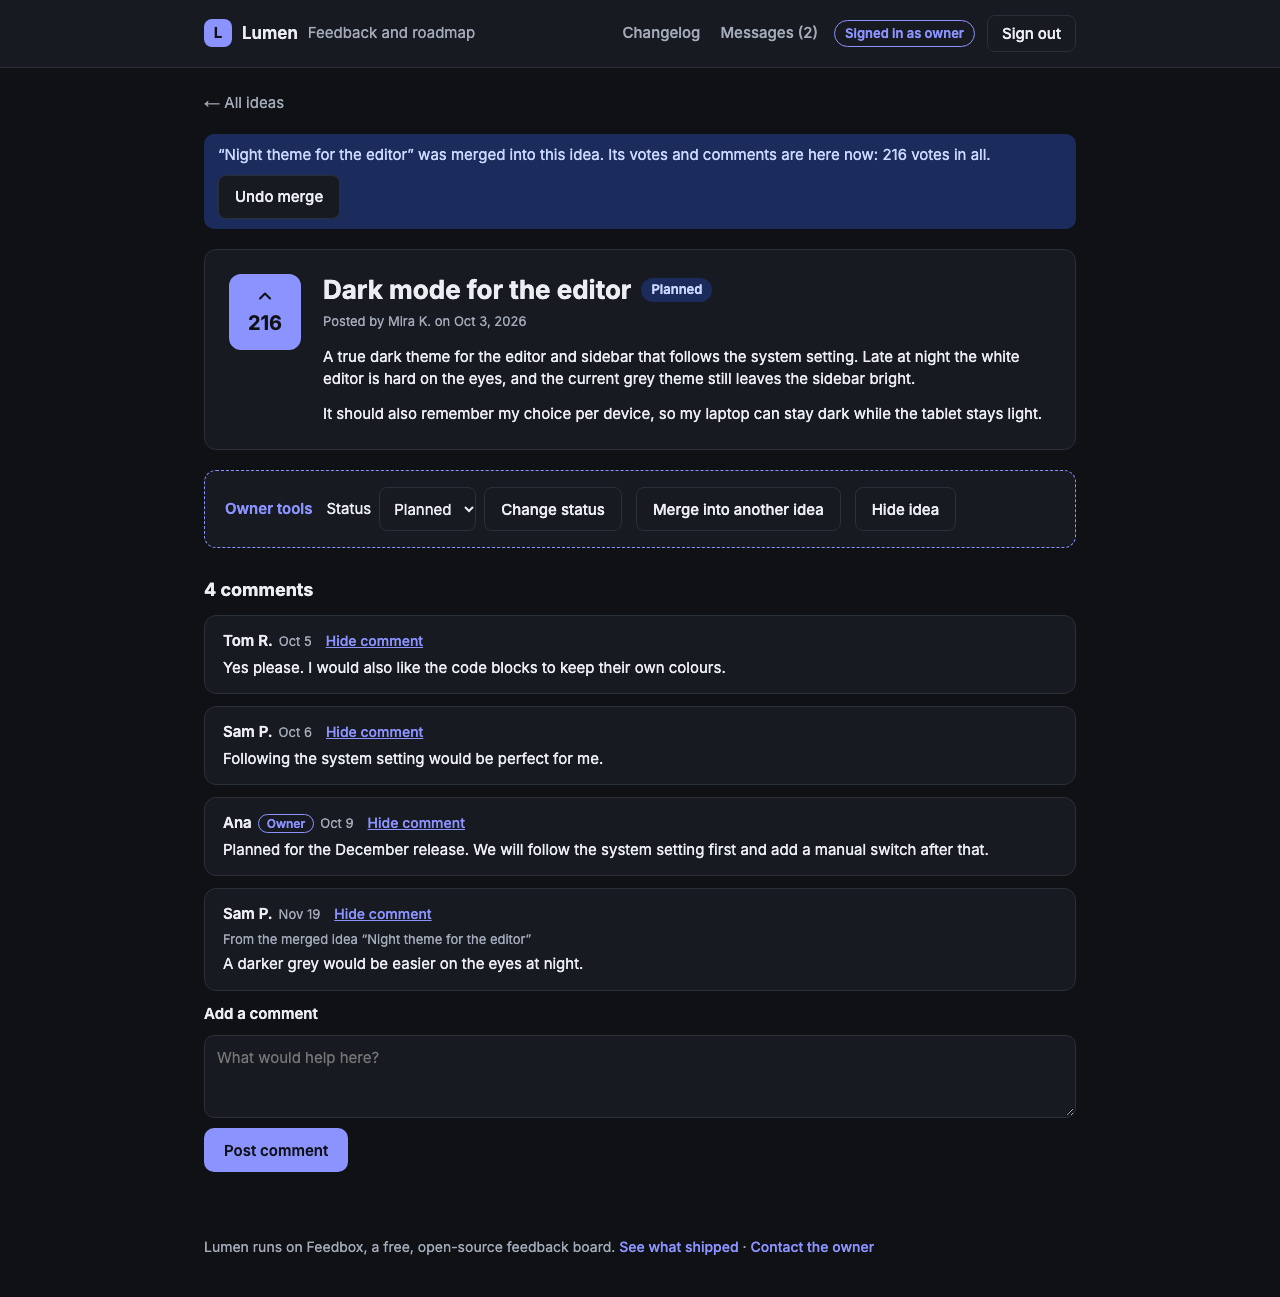 L Lumen Feedback and roadmap Changelog Messages (2) Signed in as owner Sign out
← All ideas
“Night theme for the editor” was merged into this idea. Its votes and comments are here now: 216 votes in all.
Undo merge
216
Dark mode for the editor Planned
Posted by Mira K. on Oct 3, 2026
A true dark theme for the editor and sidebar that follows the system setting. Late at night the white
editor is hard on the eyes, and the current grey theme still leaves the sidebar bright.
It should also remember my choice per device, so my laptop can stay dark while the tablet stays light.
Owner tools Status Planned Change status Merge into another idea Hide idea
4 comments
Tom R. Oct 5 Hide comment
Yes please. I would also like the code blocks to keep their own colours.
Sam P. Oct 6 Hide comment
Following the system setting would be perfect for me.
Ana Owner Oct 9 Hide comment
Planned for the December release. We will follow the system setting first and add a manual switch after that.
Sam P. Nov 19 Hide comment
From the merged idea “Night theme for the editor”
A darker grey would be easier on the eyes at night.
Add a comment
What would help here?
Post comment
Lumen runs on Feedbox, a free, open-source feedback board. See what shipped · Contact the owner